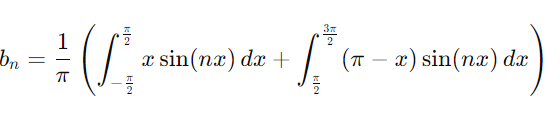 b_n = \frac{1}{\pi} \left( \int_{-\frac{\pi}{2}}^{\frac{\pi}{2}} x \sin(nx) \, dx + \int_{\frac{\pi}{2}}^{\frac{3\pi}{2}} (\pi - x) \sin(nx) \, dx \right)